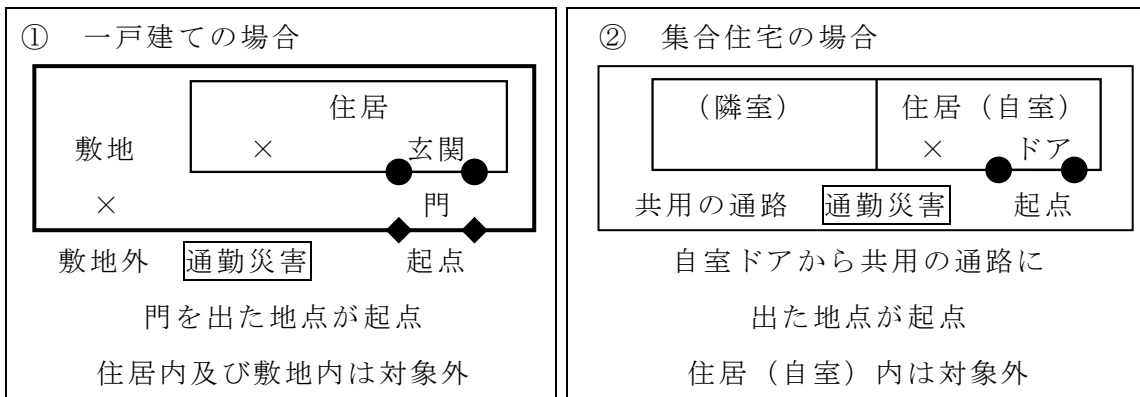 ① 一戸建ての場合
住居
敷地 × 玄関
× 門
敷地外 通勤災害 起点
門を出た地点が起点
住居内及び敷地内は対象外
② 集合住宅の場合
（隣室） 住居（自室）
× ドア
共用の通路 通勤災害 起点
自室ドアから共用の通路に
出た地点が起点
住居（自室）内は対象外